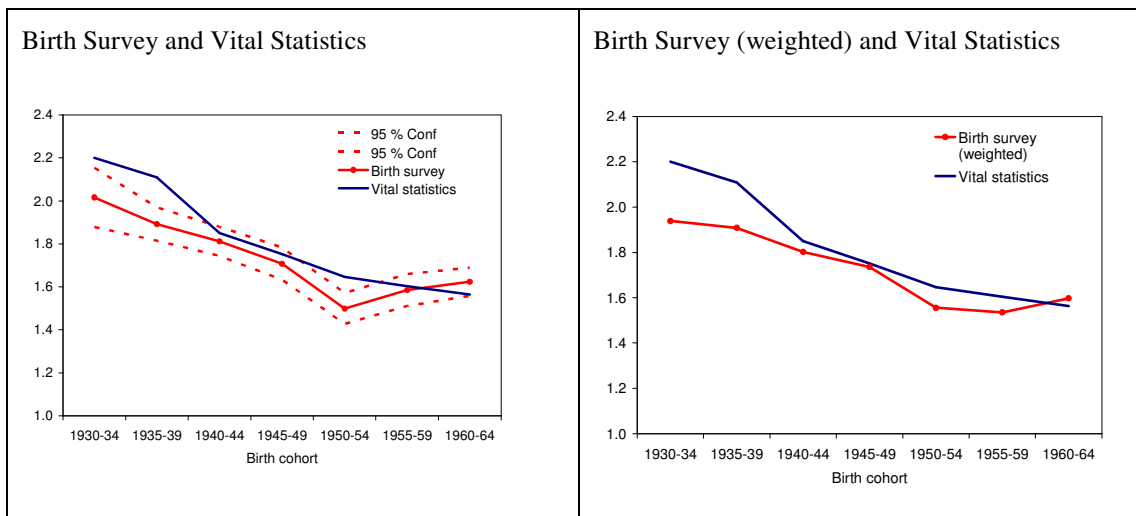 Birth Survey and Vital Statistics
2.4
2.2
2.0
1.8
1.6
1.4
1.2
1.0
95 % Conf
95 % Conf
Birth survey
Vital statistics
1930-34 1935-39 1940-44 1945-49 1950-54 1955-59 1960-64
Birth cohort
Birth Survey (weighted) and Vital Statistics
2.4
2.2
2.0
1.8
1.6
1.4
1.2
1.0
Birth survey
(weighted)
Vital statistics
1930-34 1935-39 1940-44 1945-49 1950-54 1955-59 1960-64
Birth cohort